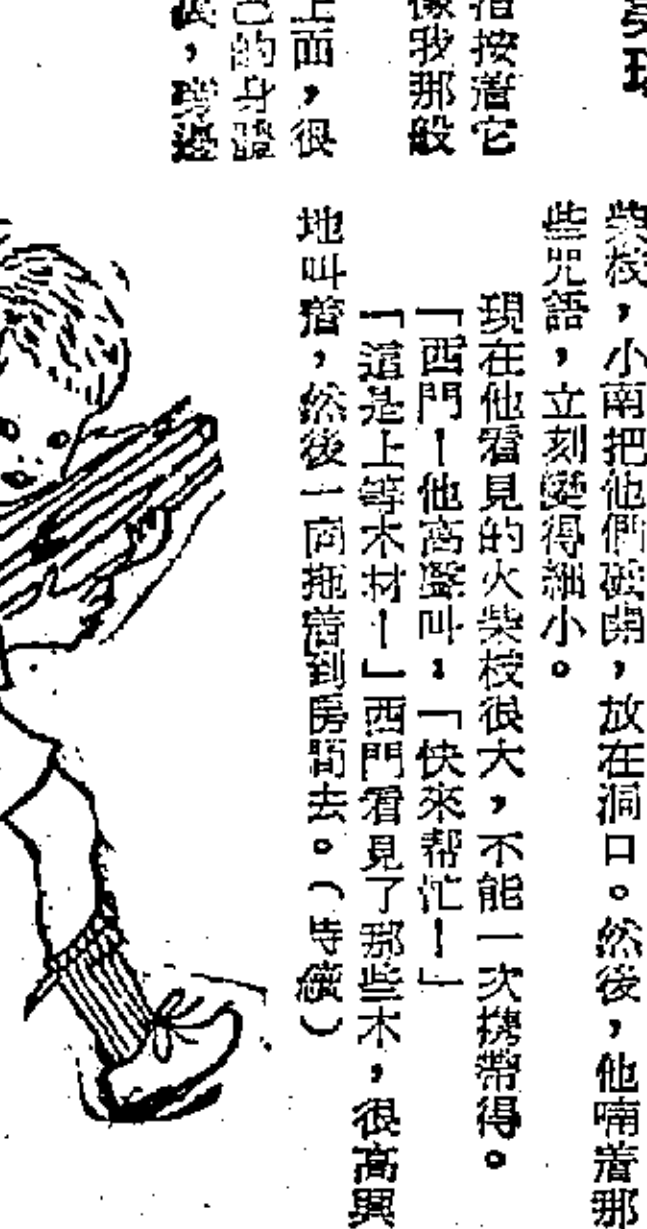 指按着它
像我那般
上面，很
己的身體
柴枝，小南把他們破開，放在洞口。然後，他喃着那
些咒語，立刻變得細小。
現在他看見的火柴枝很大，不能一次携帶得。
「西門！他高聲叫：「快來帮忙！」
「這是上等木材！」西門看見了那些木，很高興
地叫着，然後一同拖着到房間去。（待續）